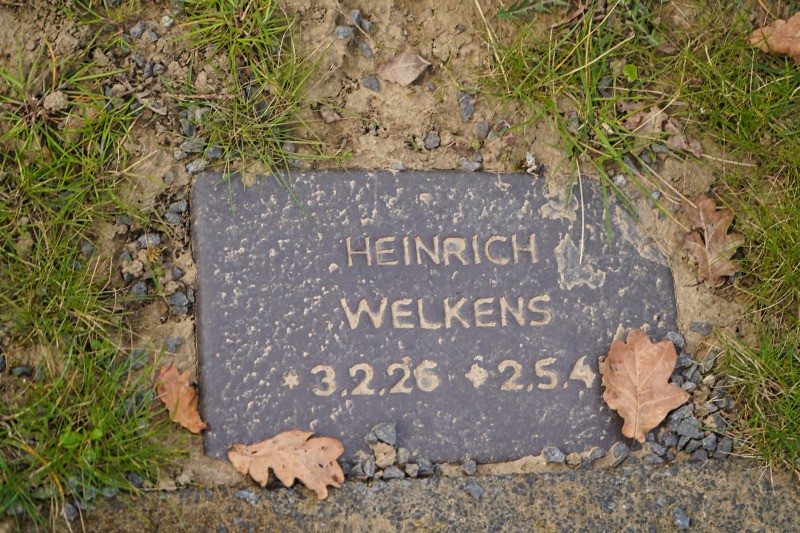 HEINRICH
WELKENS
* 3.2.26 ✝ 2.5.4